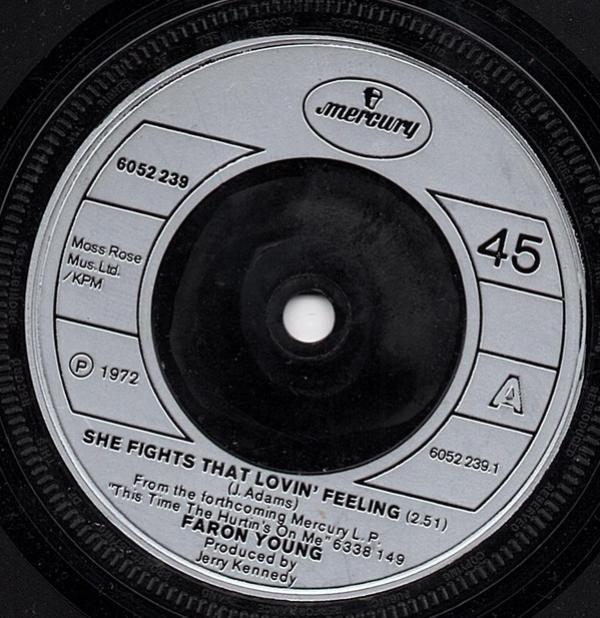 mercury
6052 239
Moss Rose
Mus. Ltd.
/KPM
℗ 1972
45
A
6052 239.1
SHE FIGHTS THAT LOVIN' FEELING (2.51)
(J. Adams)
From the forthcoming Mercury L. P.
"This Time The Hurtin's On Me" 6338 149
FARON YOUNG
Produced by
Jerry Kennedy